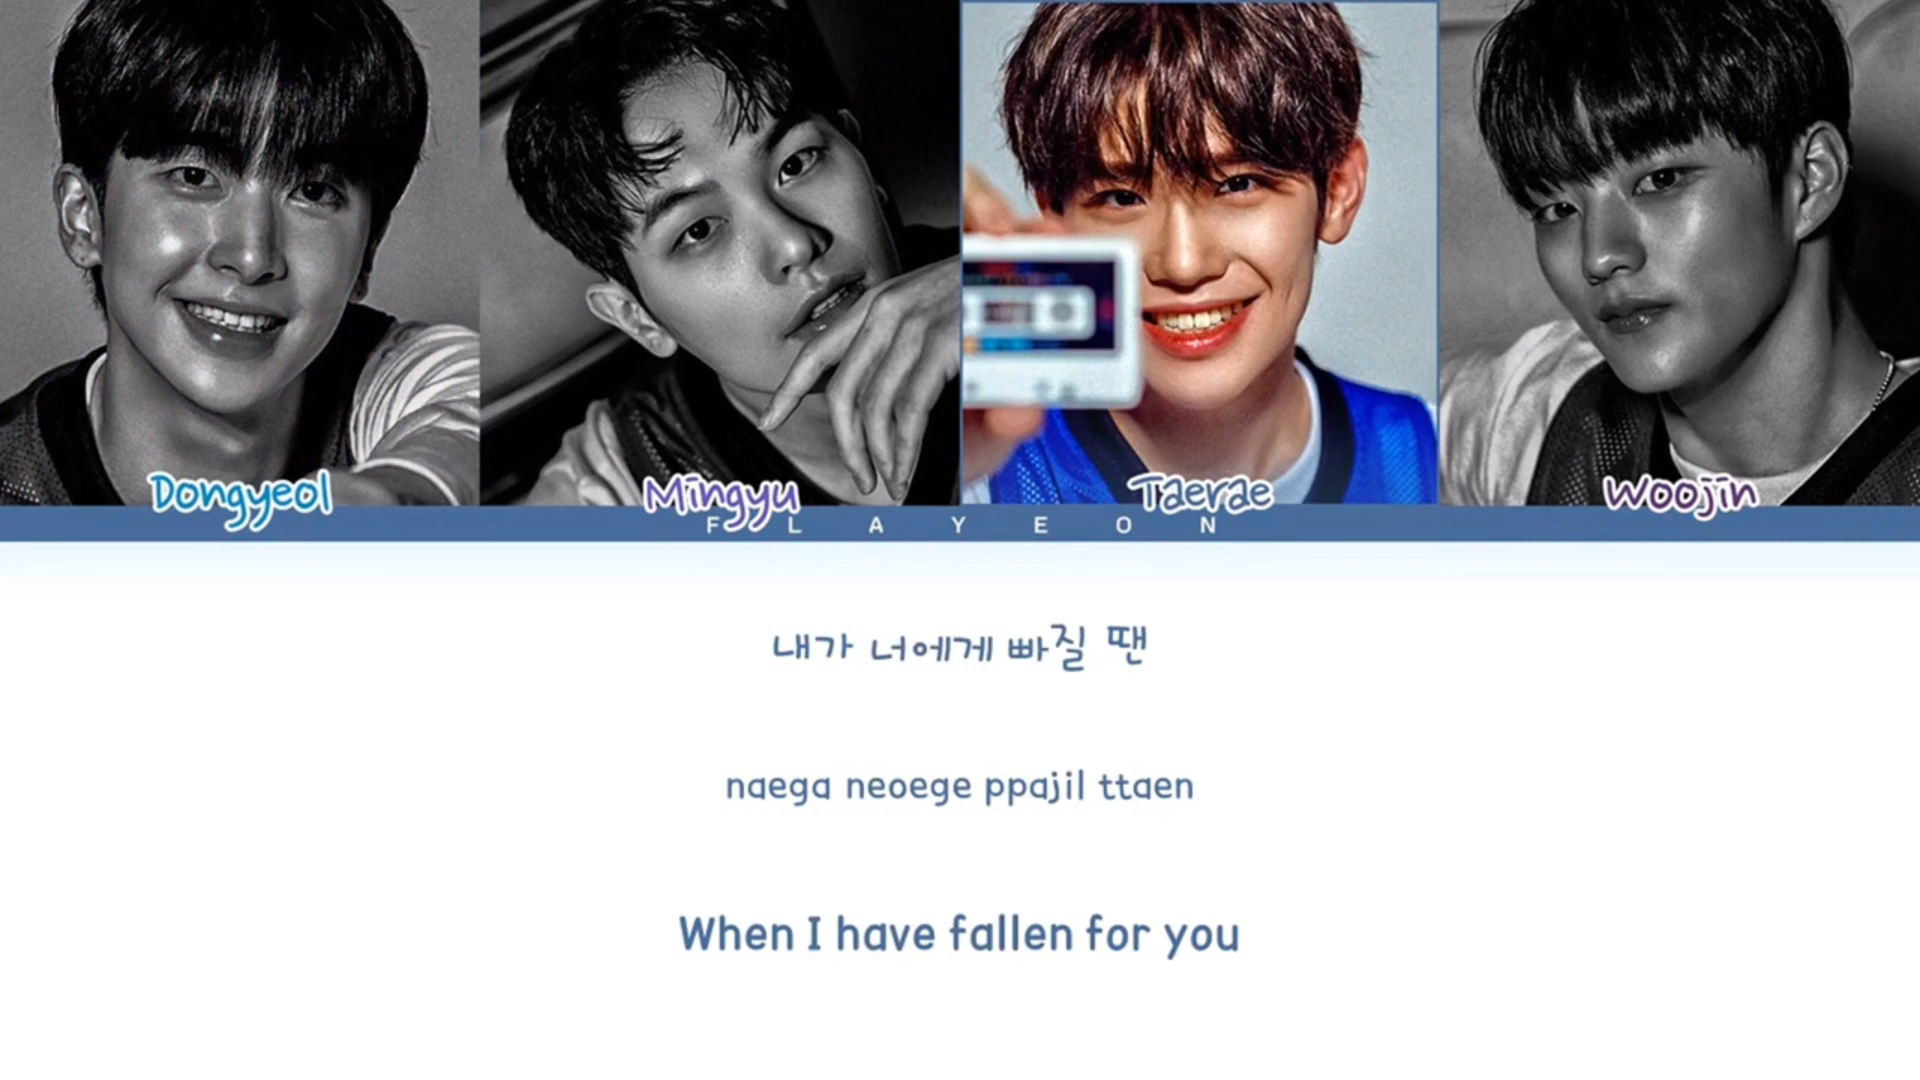 Dongyeol Mingyu Taerae Woojin
FLAYEON
내가 너에게 빠질 땐
naega neoege ppajil ttaen
When I have fallen for you